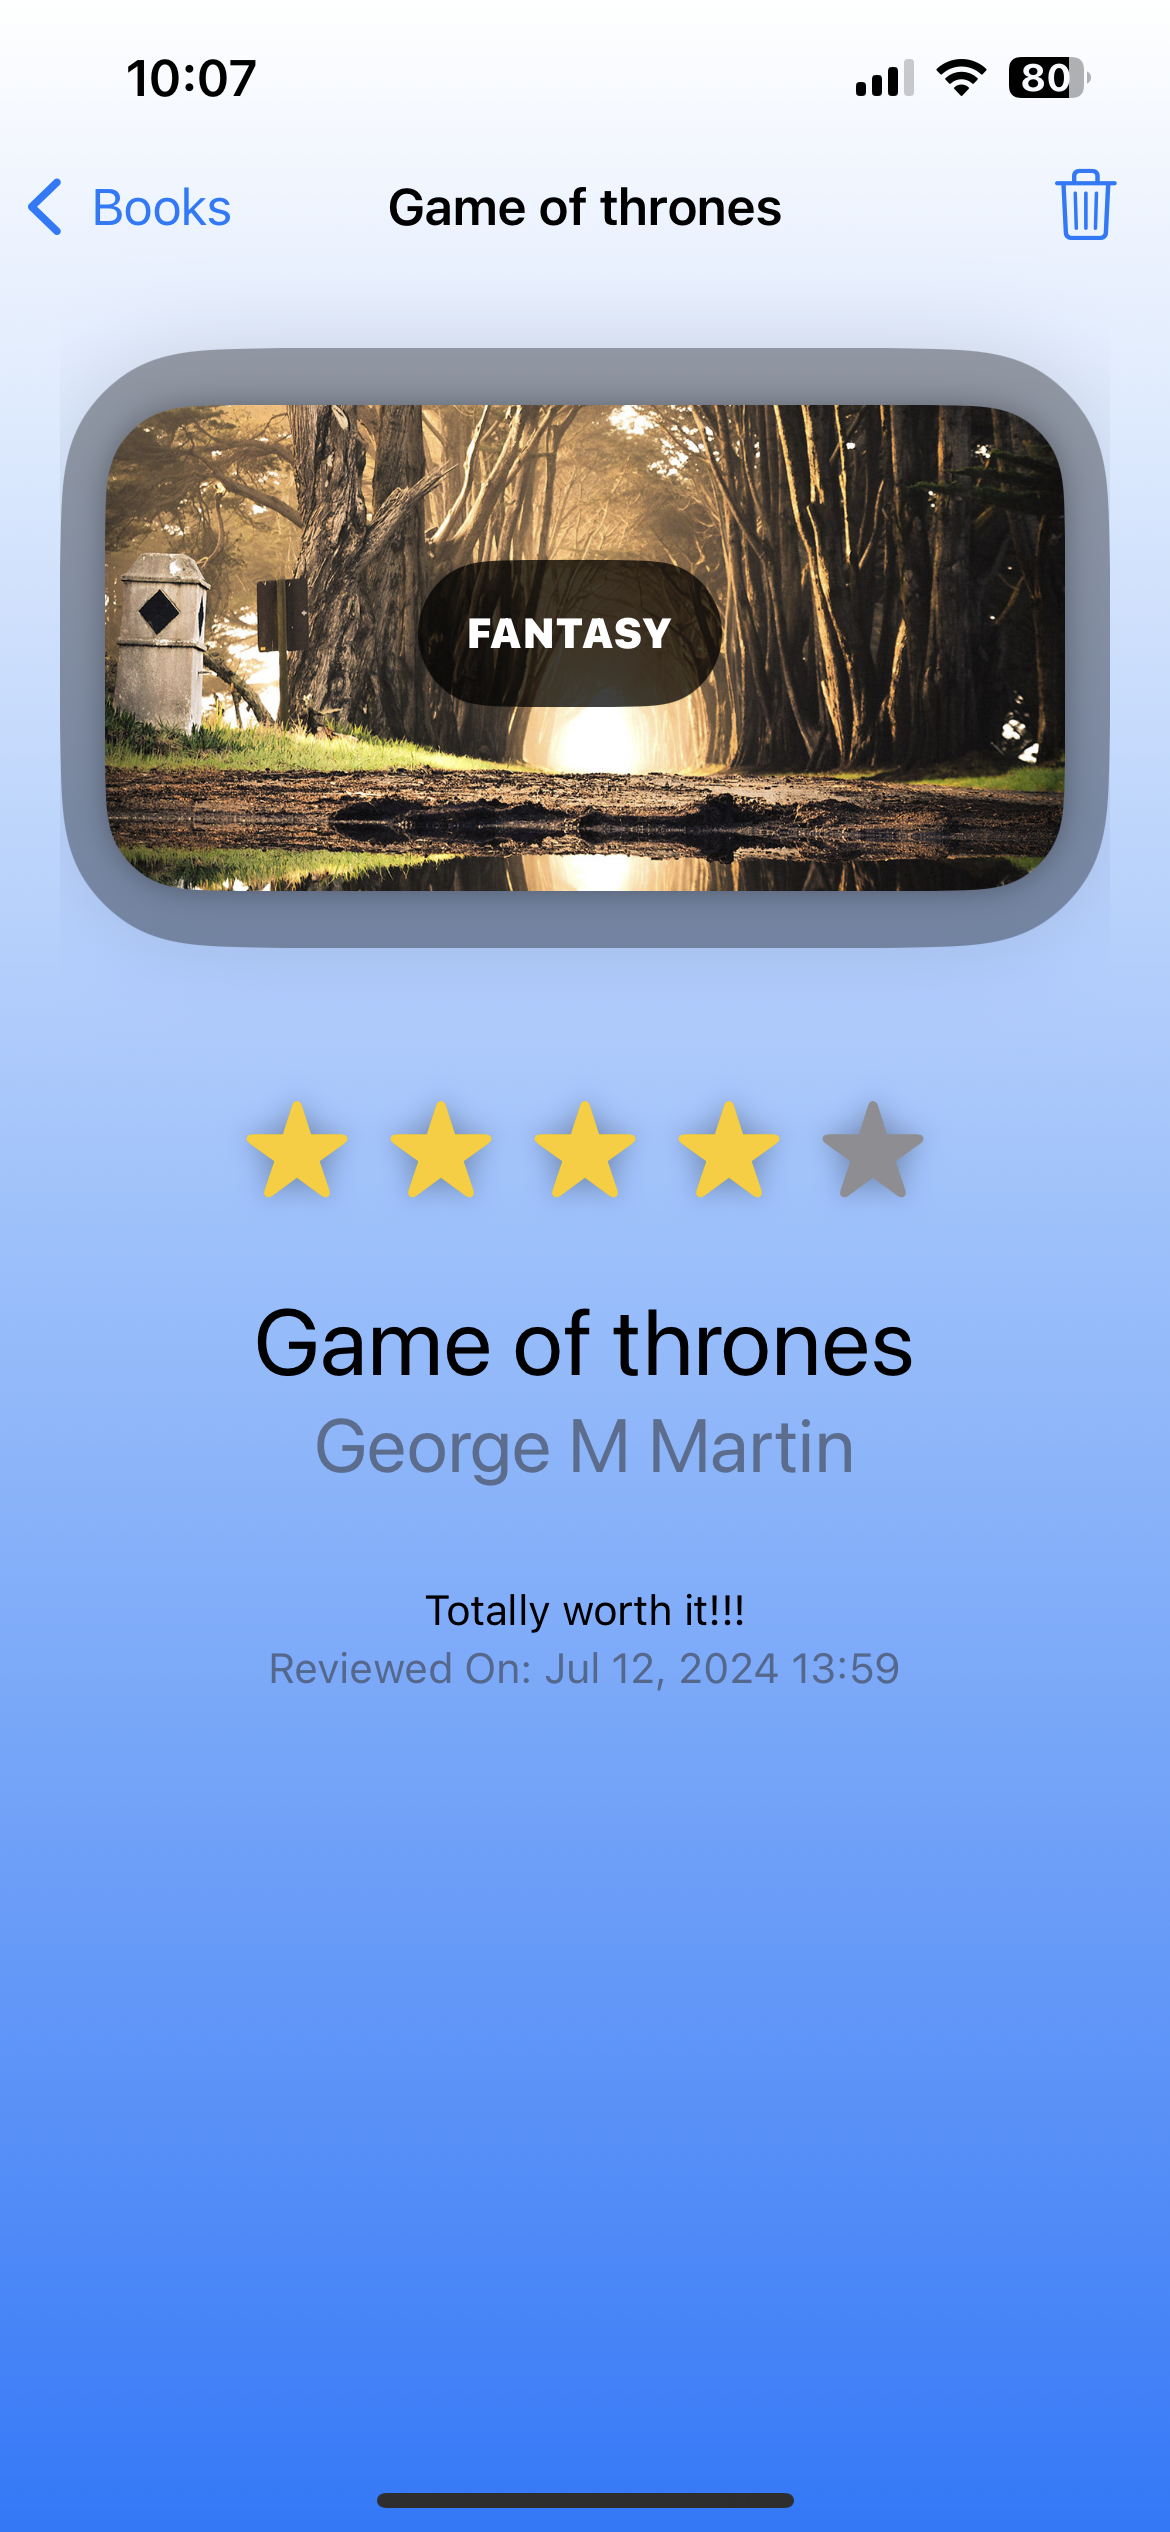 10:07
80
Books
Game of thrones
FANTASY
Game of thrones
George M Martin
Totally worth it!!!
Reviewed On: Jul 12, 2024 13:59